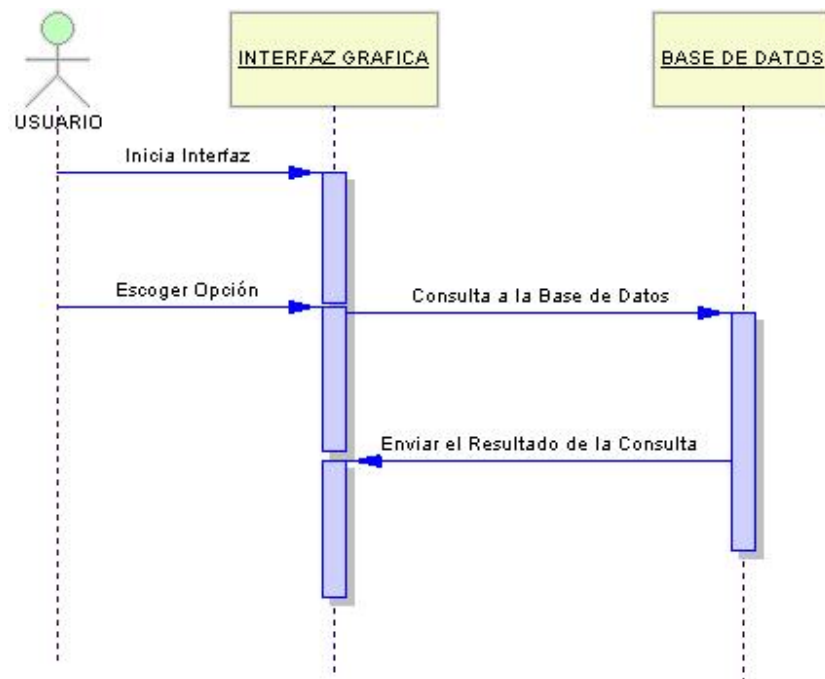 INTERFAZ GRAFICA
BASE DE DATOS
USUARIO
Inicia Interfaz
Escoger Opción
Consulta a la Base de Datos
Enviar el Resultado de la Consulta